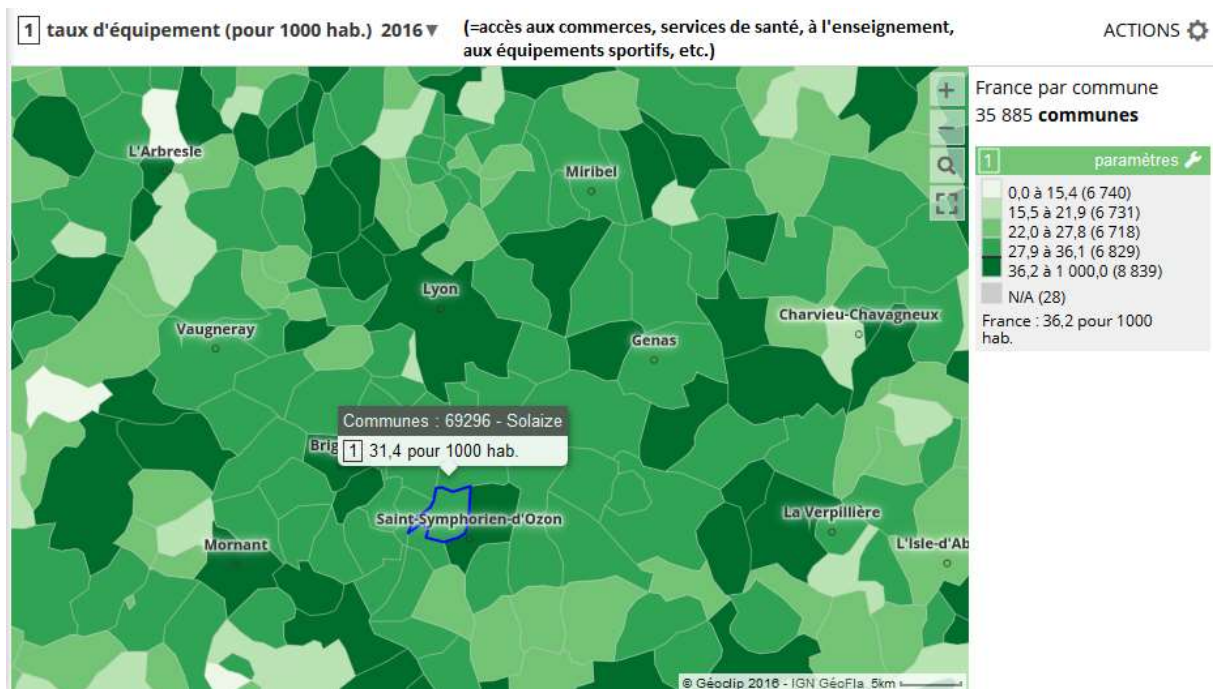 1 taux d'équipement (pour 1000 hab.) 2016▼
(=accès aux commerces, services de santé, à l'enseignement,
aux équipements sportifs, etc.)
ACTIONS
France par commune
35 885 communes
1 paramètres
0,0 à 15,4 (6 740)
15,5 à 21,9 (6 731)
22,0 à 27,8 (6 718)
27,9 à 36,1 (6 829)
36,2 à 1 000,0 (8 839)
N/A (28)
France : 36,2 pour 1000
hab.
L'Arbresle
Miribel
Lyon
Charvieu-Chavagneux
Vaugneray
Genas
Communes : 69296 - Solaize
1 31,4 pour 1000 hab.
Brig
Saint-Symphorien-d'Ozon
La Verpillière
Mornant
L'Isle-d'Ab
© Géoclip 2016 - IGN GéoFla 5km